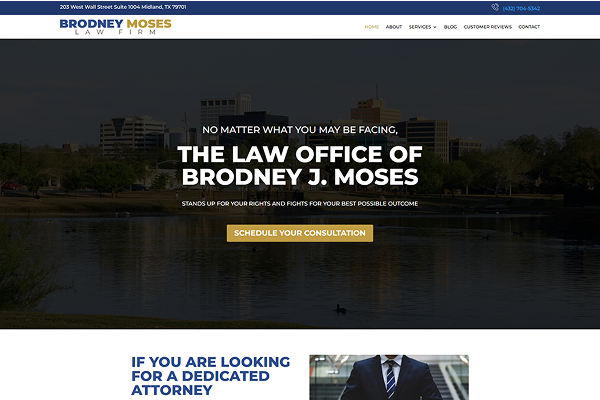 203 West Wall Street Suite 1004 Midland, TX 79701
(432) 704-5342
BRODNEY MOSES
LAW FIRM
HOME ABOUT SERVICES BLOG CUSTOMER REVIEWS CONTACT
NO MATTER WHAT YOU MAY BE FACING,
THE LAW OFFICE OF
BRODNEY J. MOSES
STANDS UP FOR YOUR RIGHTS AND FIGHTS FOR YOUR BEST POSSIBLE OUTCOME
SCHEDULE YOUR CONSULTATION
IF YOU ARE LOOKING
FOR A DEDICATED
ATTORNEY